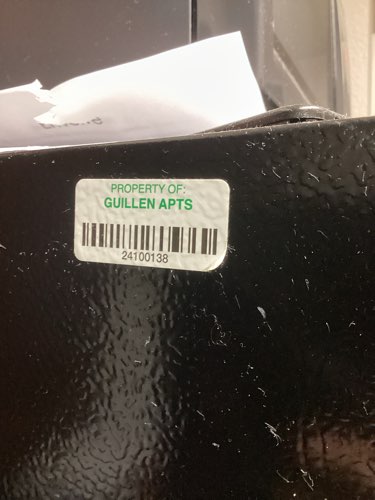 PROPERTY OF:
GUILLEN APTS
24100138